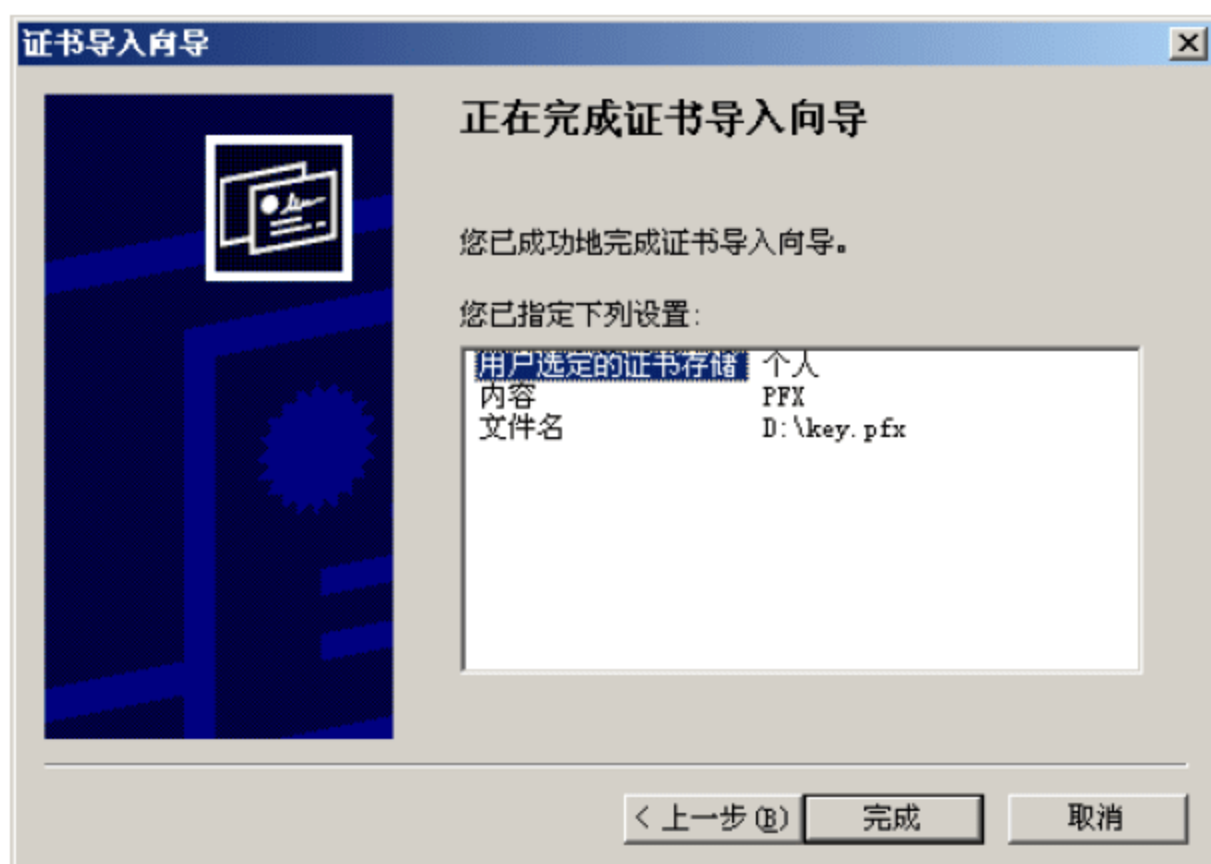 证书导入向导
正在完成证书导入向导
您已成功地完成证书导入向导。
您已指定下列设置:
用户选定的证书存储 个人
内容 PFX
文件名 D:\key.pfx
< 上一步(B) 完成 取消